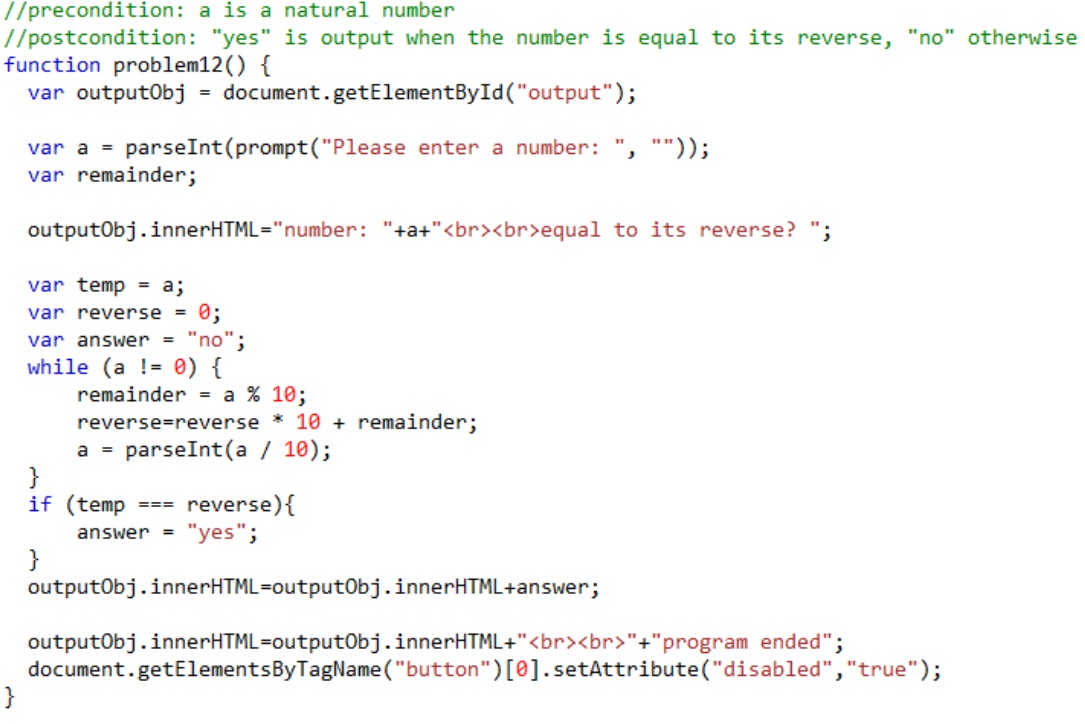 //precondition: a is a natural number
//postcondition: "yes" is output when the number is equal to its reverse, "no" otherwise
function problem12() {
  var outputObj = document.getElementById("output");

  var a = parseInt(prompt("Please enter a number: ", ""));
  var remainder;

  outputObj.innerHTML="number: "+a+"<br><br>equal to its reverse? ";

  var temp = a;
  var reverse = 0;
  var answer = "no";
  while (a != 0) {
      remainder = a % 10;
      reverse=reverse * 10 + remainder;
      a = parseInt(a / 10);
  }
  if (temp === reverse){
      answer = "yes";
  }
  outputObj.innerHTML=outputObj.innerHTML+answer;

  outputObj.innerHTML=outputObj.innerHTML+"<br><br>"+"program ended";
  document.getElementsByTagName("button")[0].setAttribute("disabled","true");
}